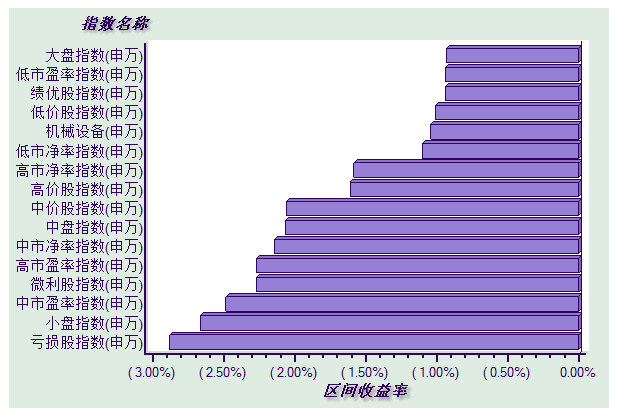 指数名称
大盘指数(申万)
低市盈率指数(申万)
绩优股指数(申万)
低价股指数(申万)
机械设备(申万)
低市净率指数(申万)
高市净率指数(申万)
高价股指数(申万)
中价股指数(申万)
中盘指数(申万)
中市净率指数(申万)
高市盈率指数(申万)
微利股指数(申万)
中市盈率指数(申万)
小盘指数(申万)
亏损股指数(申万)
(3.00%) (2.50%) (2.00%) (1.50%) (1.00%) (0.50%) 0.00%
区间收益率